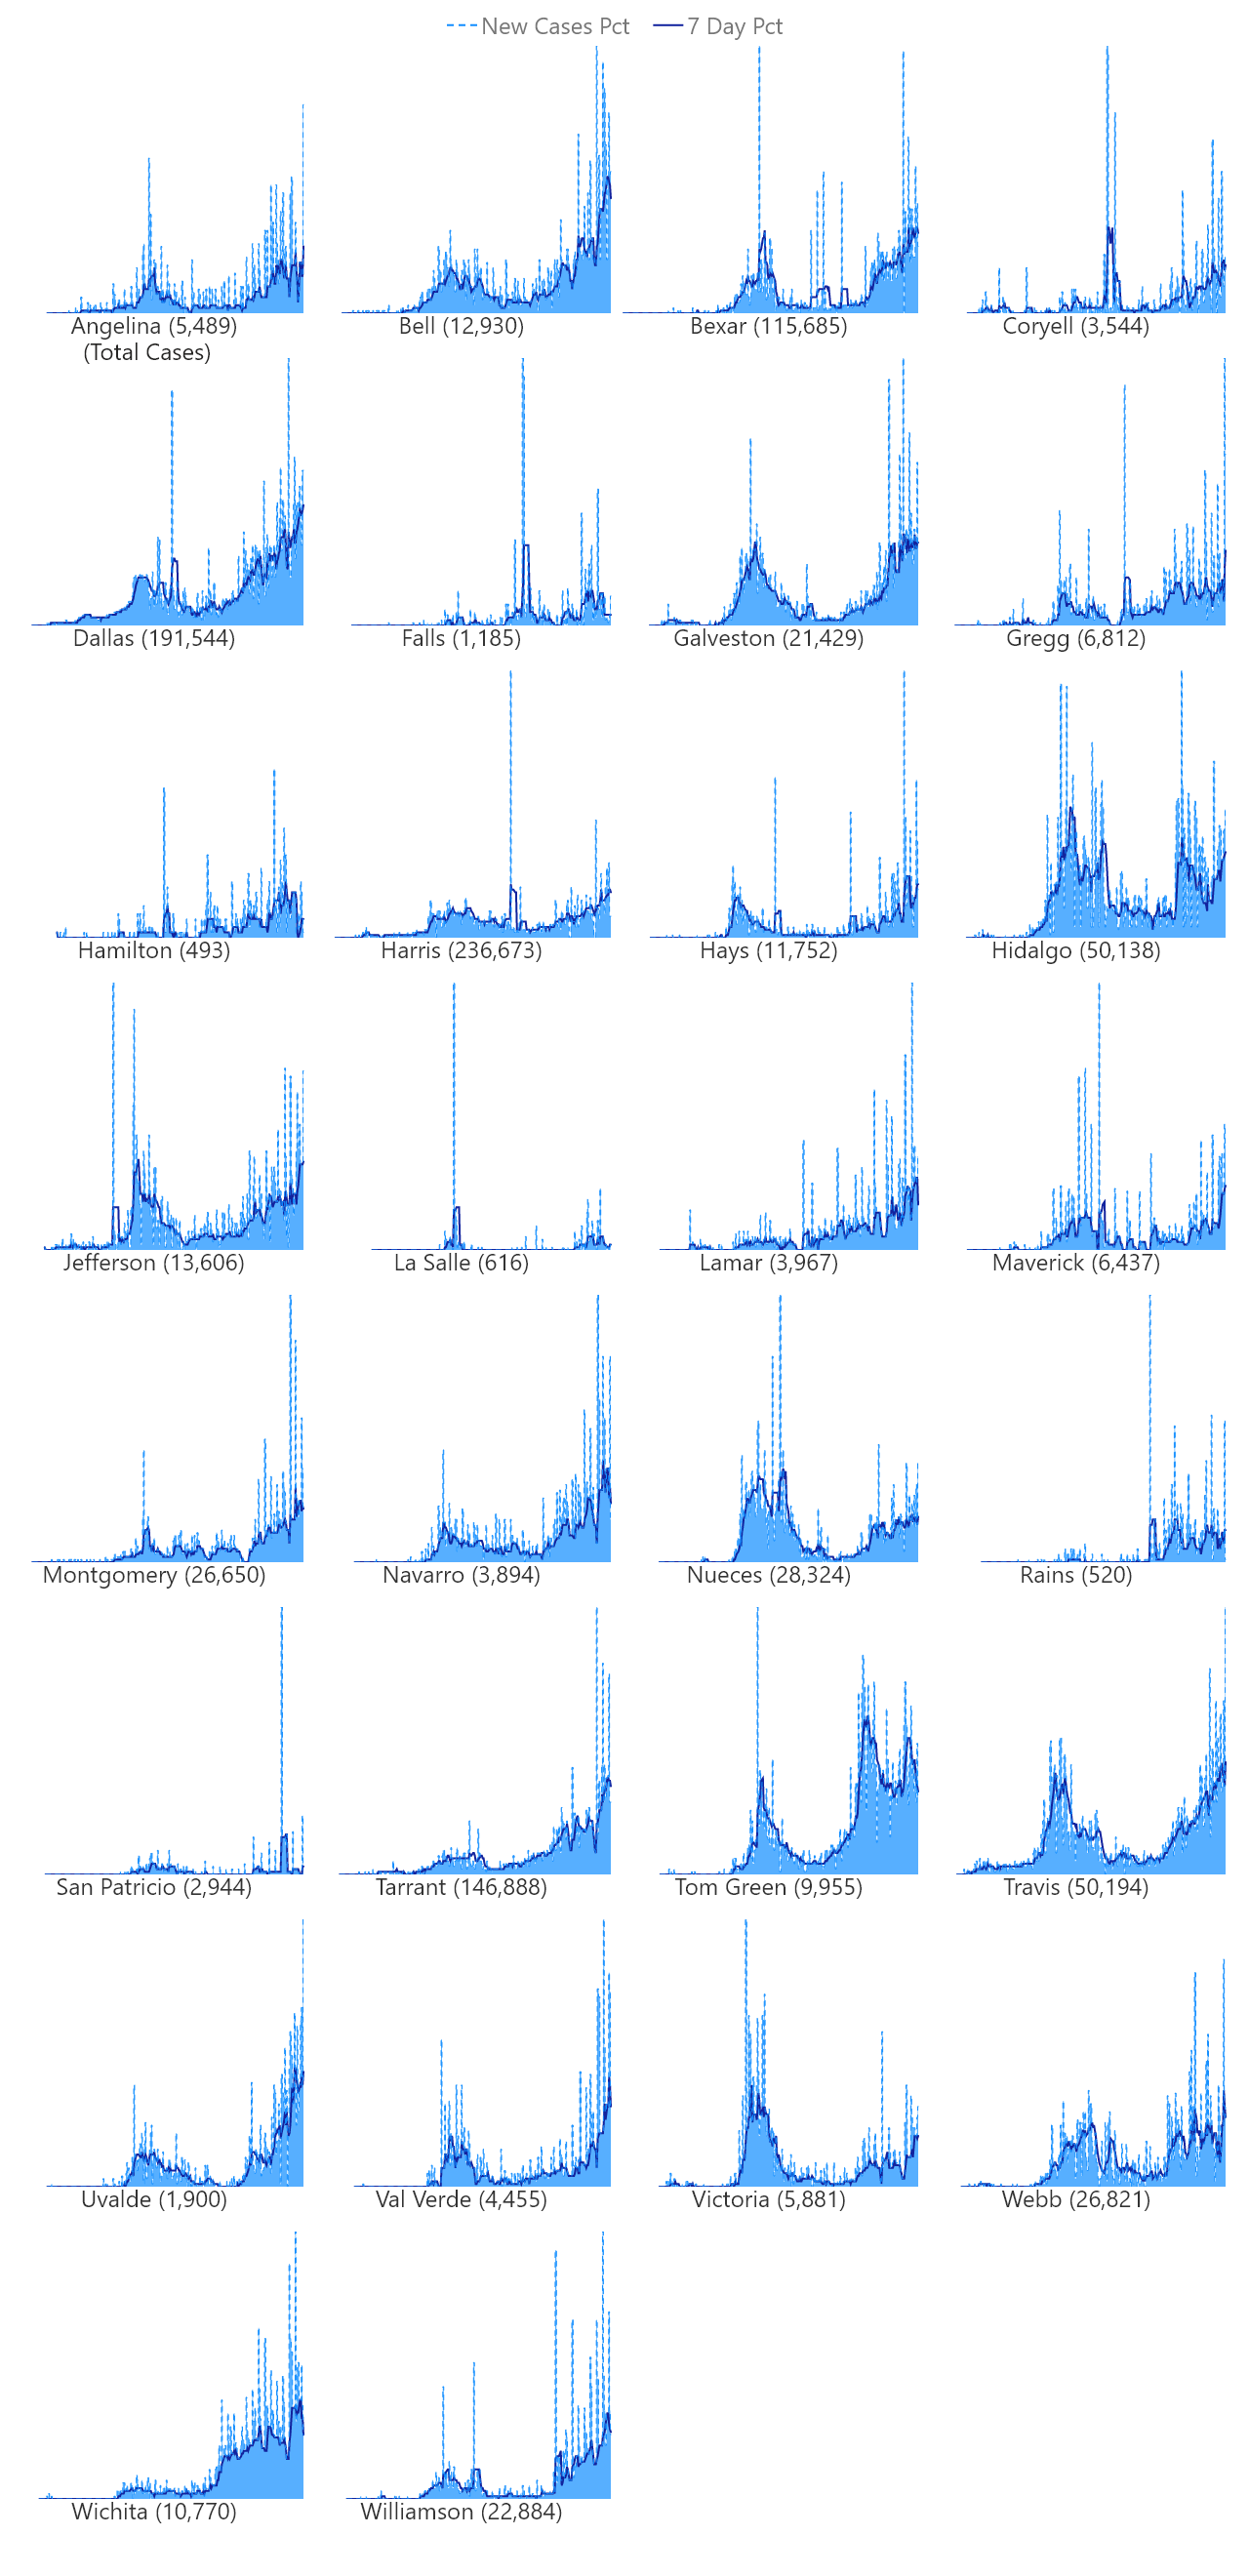 New Cases Pct 7 Day Pct
Angelina (5,489) Bell (12,930) Bexar (115,685) Coryell (3,544)
(Total Cases)
Dallas (191,544) Falls (1,185) Galveston (21,429) Gregg (6,812)
Hamilton (493) Harris (236,673) Hays (11,752) Hidalgo (50,138)
Jefferson (13,606) La Salle (616) Lamar (3,967) Maverick (6,437)
Montgomery (26,650) Navarro (3,894) Nueces (28,324) Rains (520)
San Patricio (2,944) Tarrant (146,888) Tom Green (9,955) Travis (50,194)
Uvalde (1,900) Val Verde (4,455) Victoria (5,881) Webb (26,821)
Wichita (10,770) Williamson (22,884)